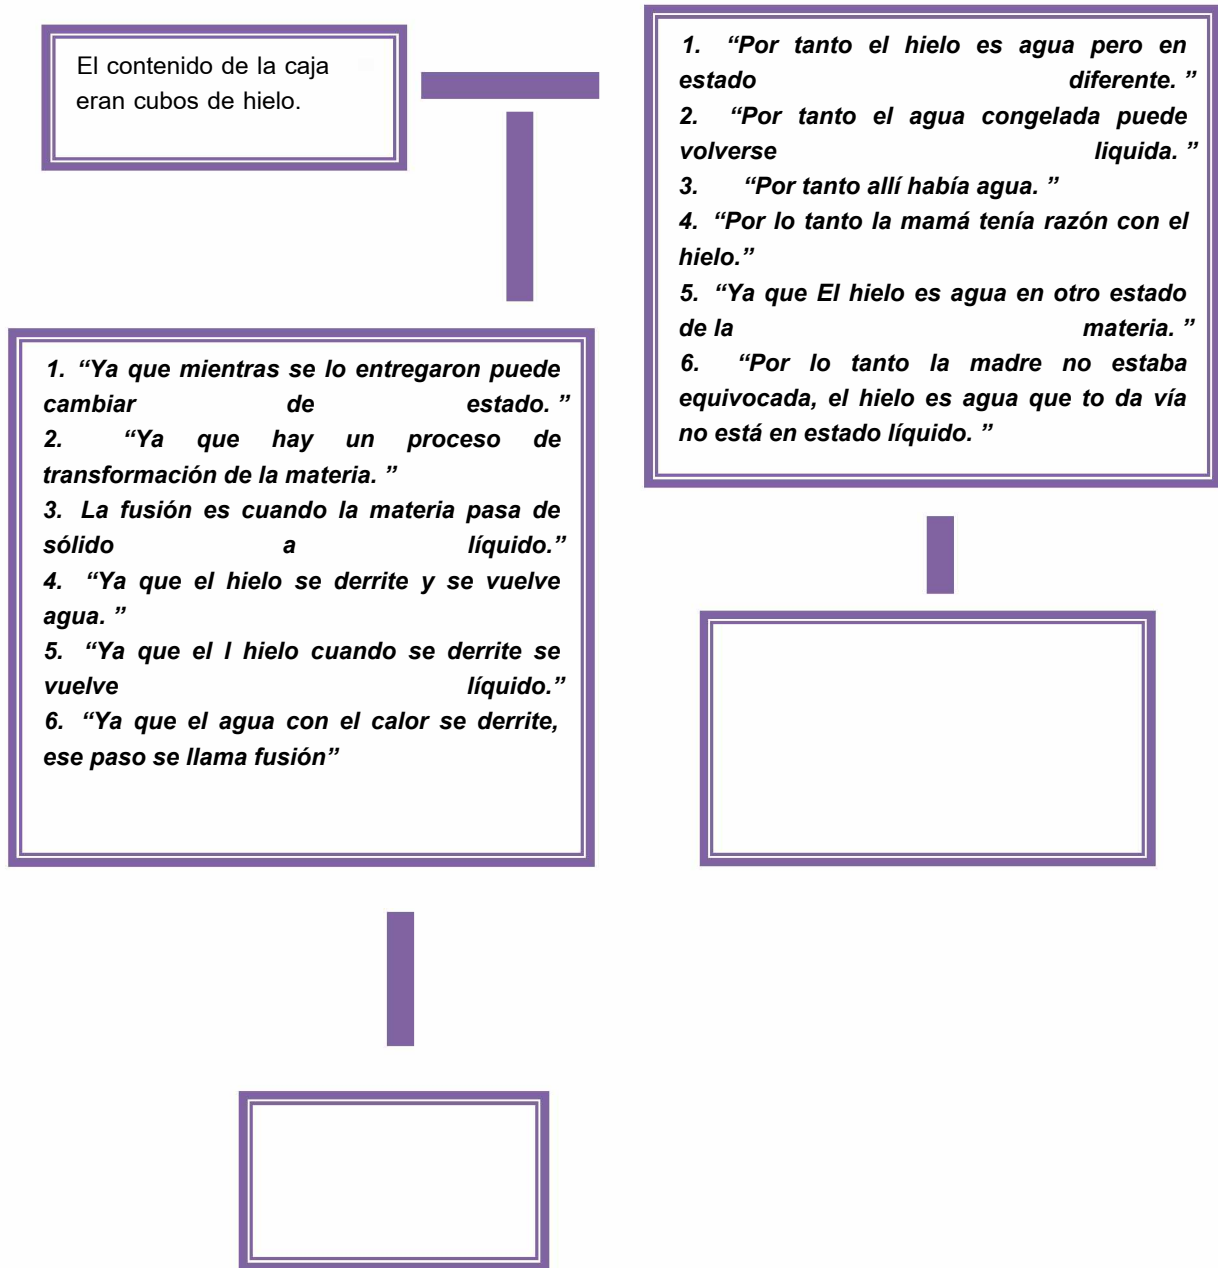 El contenido de la caja
eran cubos de hielo.
1. “Por tanto el hielo es agua pero en
estado diferente. ”
2. “Por tanto el agua congelada puede
volverse liquida. ”
3. “Por tanto allí había agua. ”
4. “Por lo tanto la mamá tenía razón con el
hielo.”
5. “Ya que El hielo es agua en otro estado
de la materia. ”
6. “Por lo tanto la madre no estaba
equivocada, el hielo es agua que to da vía
no está en estado líquido. ”
1. “Ya que mientras se lo entregaron puede
cambiar de estado. ”
2. “Ya que hay un proceso de
transformación de la materia. ”
3. La fusión es cuando la materia pasa de
sólido a líquido.”
4. “Ya que el hielo se derrite y se vuelve
agua. ”
5. “Ya que el I hielo cuando se derrite se
vuelve líquido.”
6. “Ya que el agua con el calor se derrite,
ese paso se llama fusión”